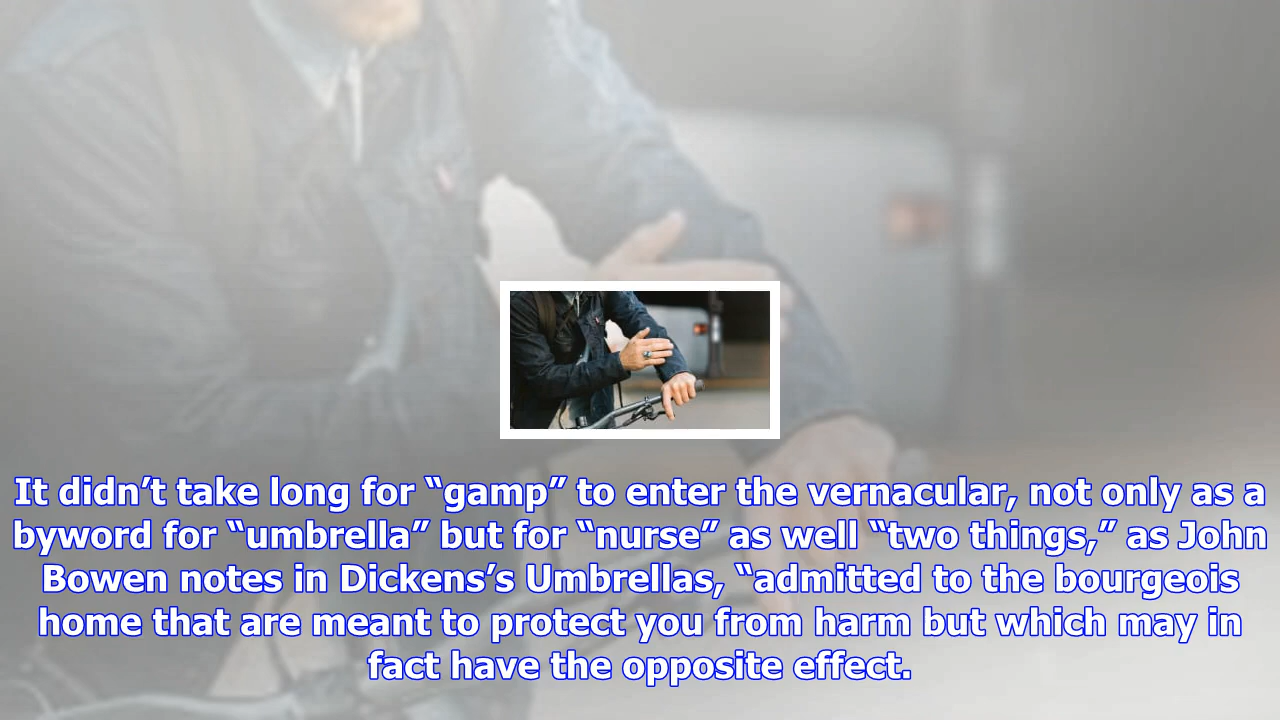 It didn’t take long for “gamp” to enter the vernacular, not only as a
byword for “umbrella” but for “nurse” as well “two things,” as John
Bowen notes in Dickens’s Umbrellas, “admitted to the bourgeois
home that are meant to protect you from harm but which may in
fact have the opposite effect.